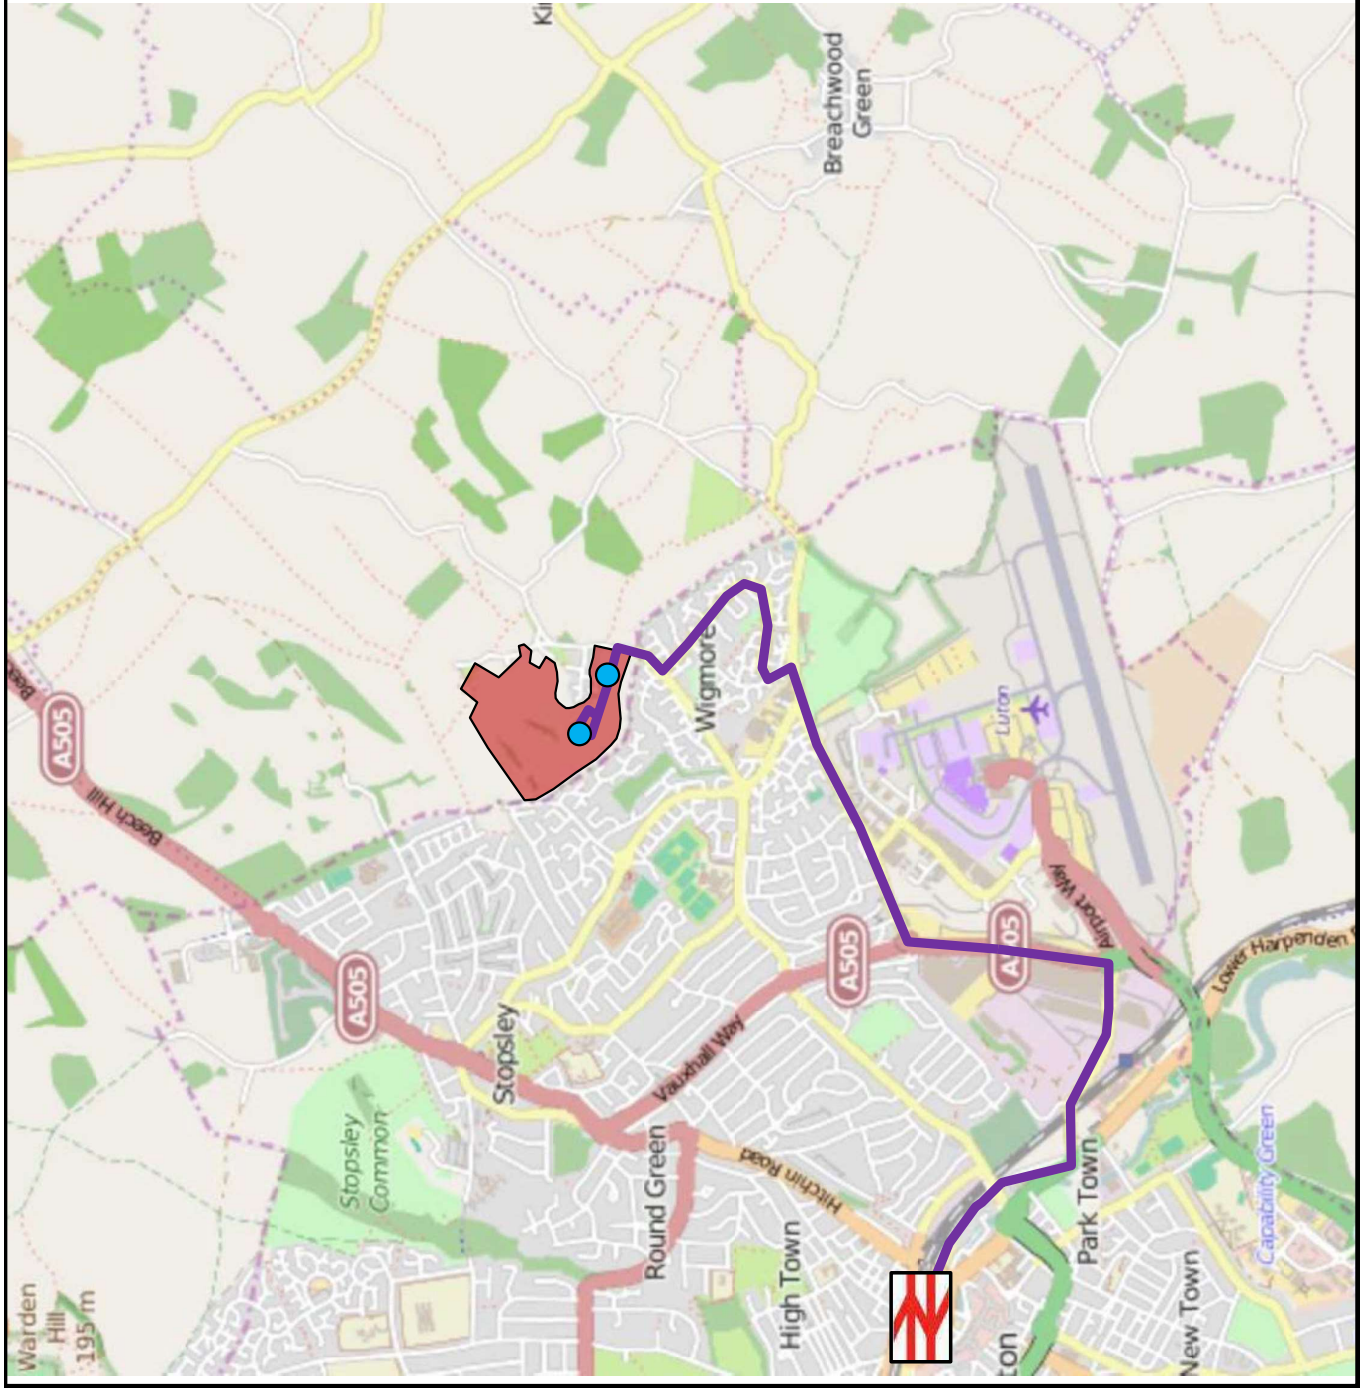 Breachwood
Green
A505
Beech Hill
Wigmore
Luton
Airport Way
A505
A505
A505
Lower Harpenden
Stopsley
Vauxhall Way
Stopsley
Common
Round Green
Hitchin Road
High Town
Park Town
New Town
Capability Green
Warden
Hill
195 m
ton